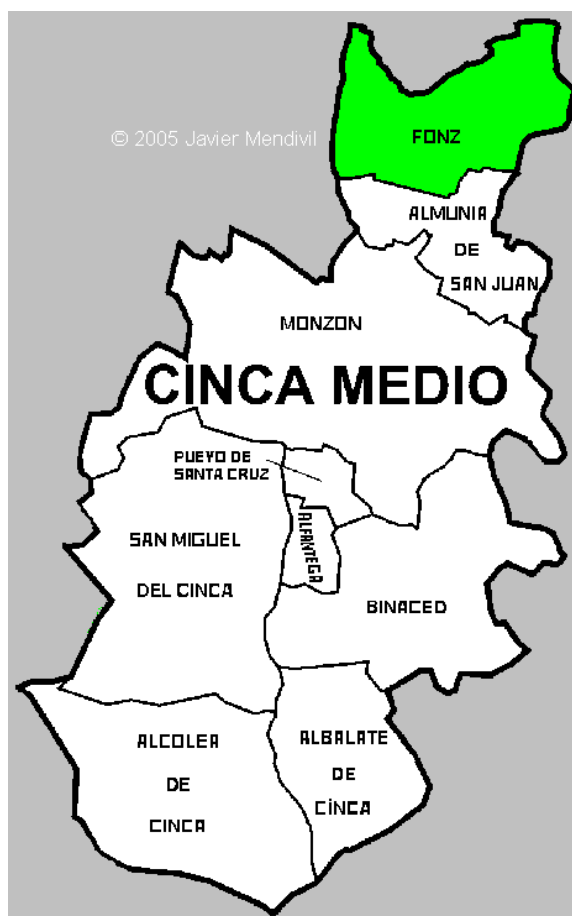 FONZ
© 2005 Javier Mendivil
ALMUNIA
DE
SAN JUAN
MONZON
CINCA MEDIO
PUEYO DE
SANTA CRUZ
ALFANTEGA
SAN MIGUEL
DEL CINCA
BINACED
ALCOLEA
DE
CINCA
ALBALATE
DE
CÍNCA